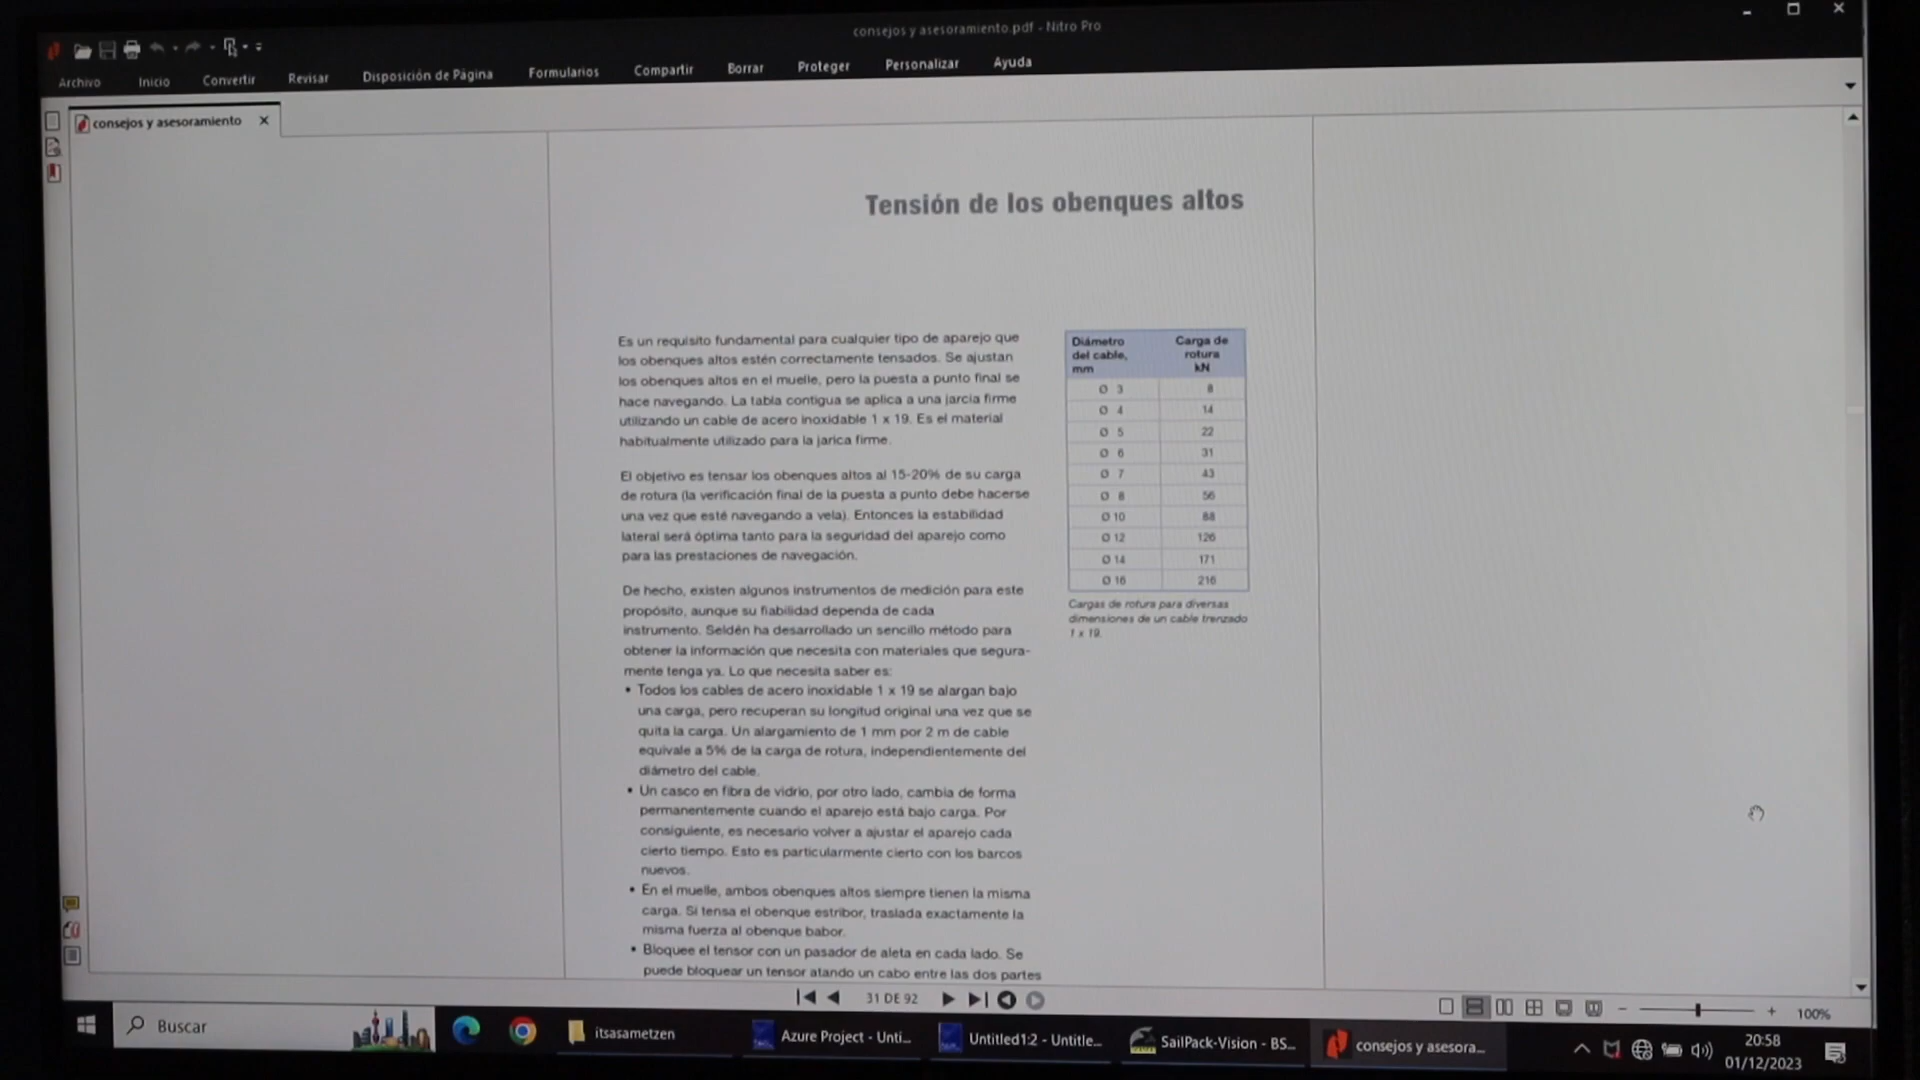 consejos y asesoramiento.pdf - Nitro Pro
Archivo Inicio Convertir Revisar Disposición de Página Formularios Compartir Borrar Proteger Personalizar Ayuda
consejos y asesoramiento
Tensión de los obenques altos
Es un requisito fundamental para cualquier tipo de aparejo que
los obenques altos estén correctamente tensados. Se ajustan
los obenques altos en el muelle, pero la puesta a punto final se
hace navegando. La tabla contigua se aplica a una jarcia firme
utilizando un cable de acero inoxidable 1 x 19. Es el material
habitualmente utilizado para la jarica firme.
El objetivo es tensar los obenques altos al 15-20% de su carga
de rotura (la verificación final de la puesta a punto debe hacerse
una vez que esté navegando a vela). Entonces la estabilidad
lateral será óptima tanto para la seguridad del aparejo como
para las prestaciones de navegación.
De hecho, existen algunos instrumentos de medición para este
propósito, aunque su fiabilidad dependa de cada
instrumento. Seldén ha desarrollado un sencillo método para
obtener la información que necesita con materiales que segura-
mente tenga ya. Lo que necesita saber es:
• Todos los cables de acero inoxidable 1 x 19 se alargan bajo
una carga, pero recuperan su longitud original una vez que se
quita la carga. Un alargamiento de 1 mm por 2 m de cable
equivale a 5% de la carga de rotura, independientemente del
diámetro del cable.
• Un casco en fibra de vidrio, por otro lado, cambia de forma
permanentemente cuando el aparejo está bajo carga. Por
consiguiente, es necesario volver a ajustar el aparejo cada
cierto tiempo. Esto es particularmente cierto con los barcos
nuevos.
• En el muelle, ambos obenques altos siempre tienen la misma
carga. Si tensa el obenque estribor, traslada exactamente la
misma fuerza al obenque babor.
• Bloquee el tensor con un pasador de aleta en cada lado. Se
puede bloquear un tensor atando un cabo entre las dos partes
Diámetro Carga de
del cable, rotura
mm kN
Ø 3 8
Ø 4 14
Ø 5 22
Ø 6 31
Ø 7 43
Ø 8 56
Ø 10 88
Ø 12 126
Ø 14 171
Ø 16 216
Cargas de rotura para diversas
dimensiones de un cable trenzado
1 x 19.
31 DE 92
100%
Buscar
itsasametzen
Azure Project - Unti...
Untitled1:2 - Untitle...
SailPack-Vision - BS...
consejos y asesora...
20:58
01/12/2023